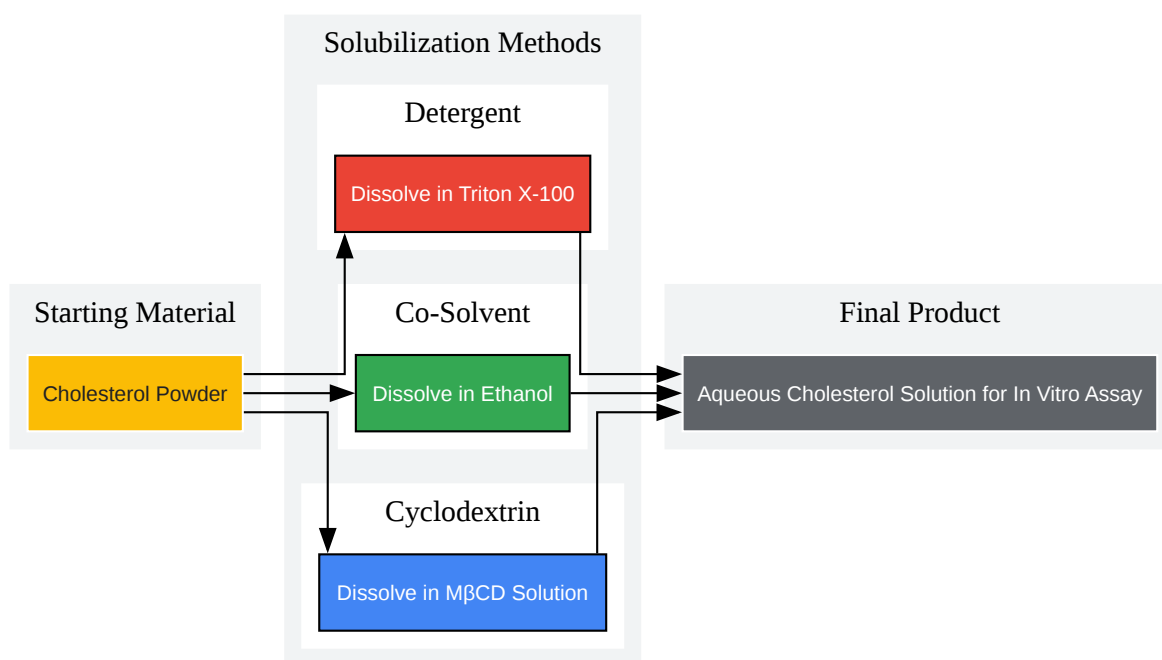 Solubilization Methods
Detergent
Dissolve in Triton X-100
Starting Material
Cholesterol Powder
Co-Solvent
Dissolve in Ethanol
Final Product
Aqueous Cholesterol Solution for In Vitro Assay
Cyclodextrin
Dissolve in MβCD Solution